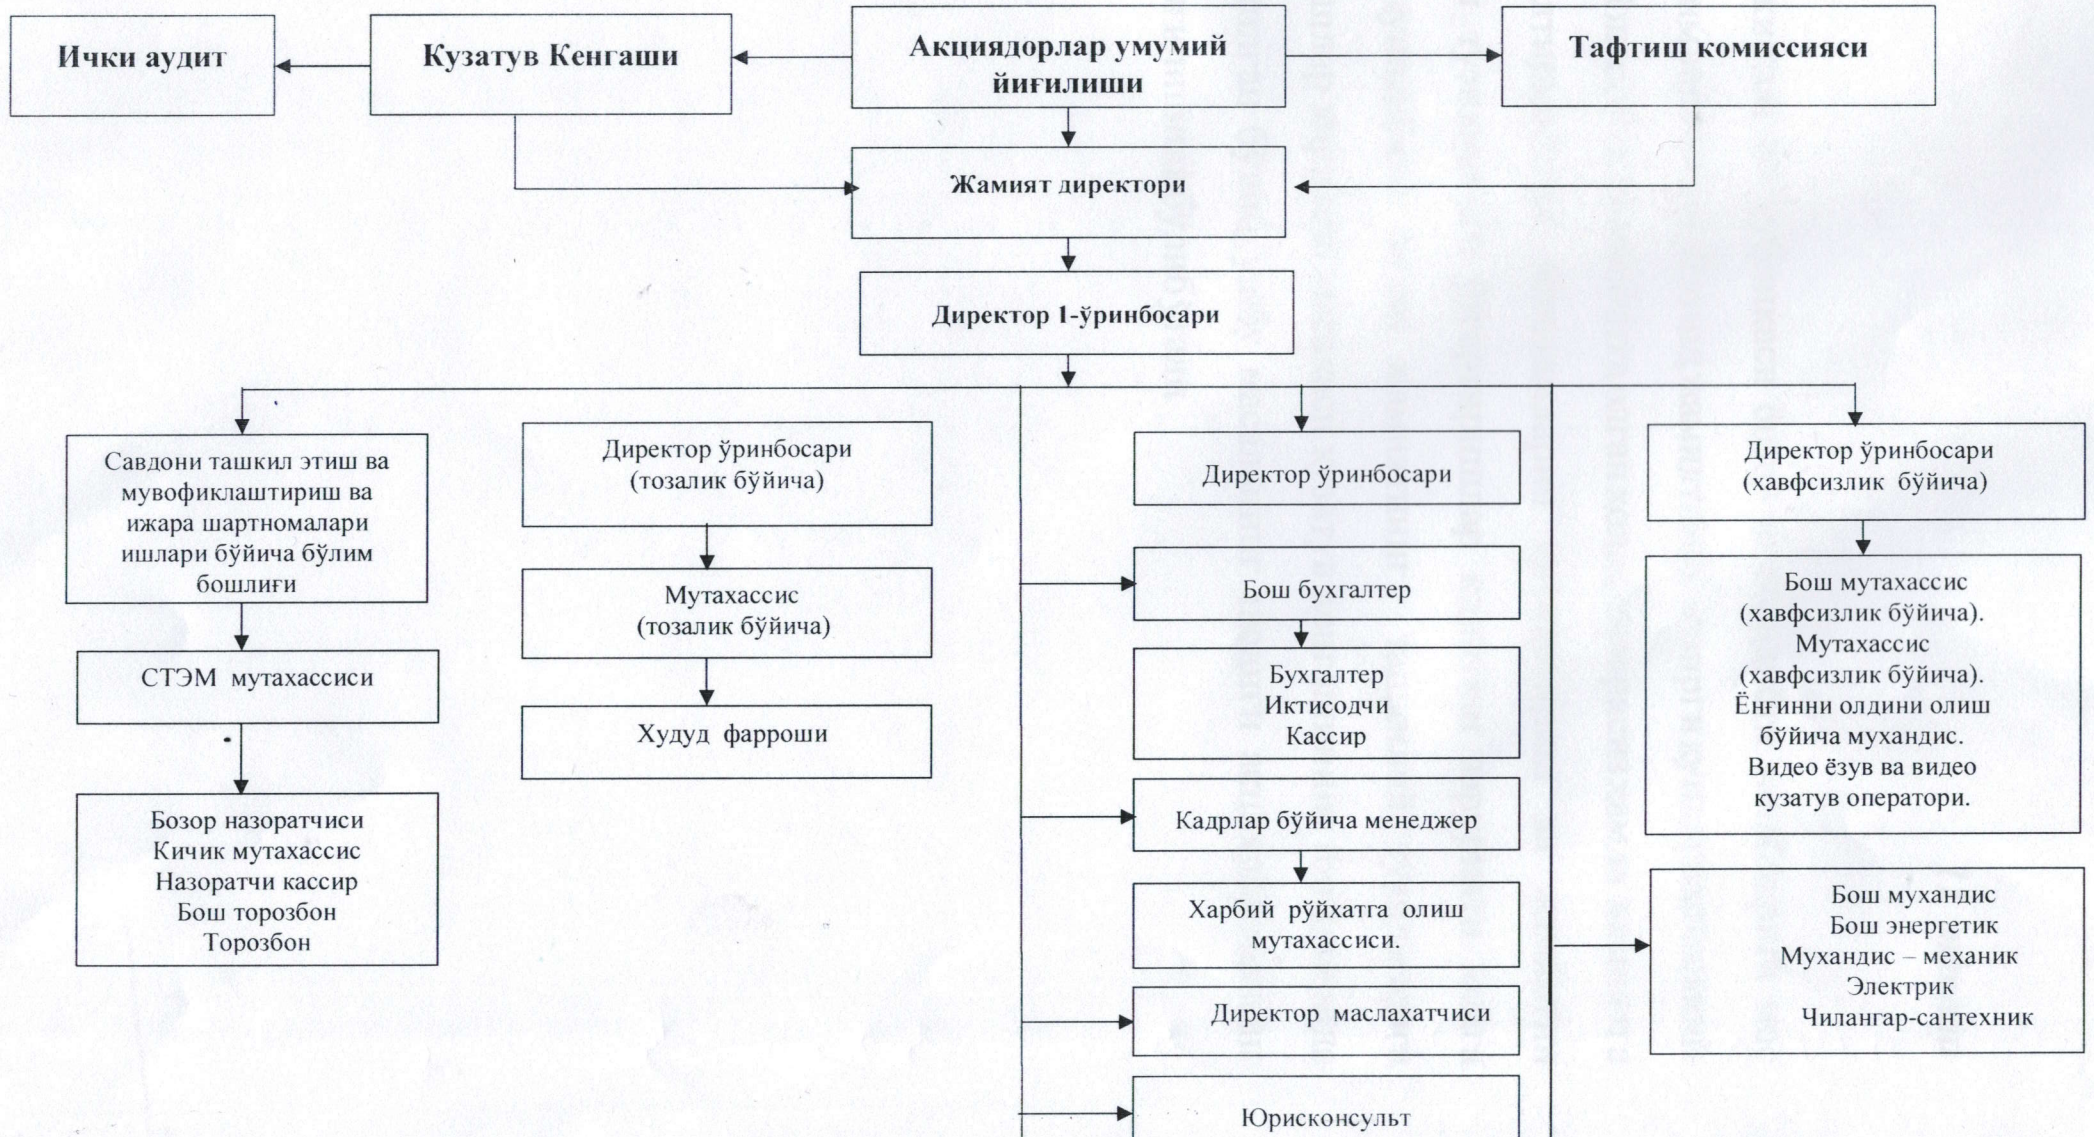 Ички аудит
Кузатув Кенгаши
Акциядорлар умумий
йиғилиши
Тафтиш комиссияси
Жамият директори
Директор 1-ўринбосари
Савдони ташкил этиш ва
мувофиклаштириш ва
ижара шартномалари
ишлари бўйича бўлим
бошлиғи
СТЭМ мутахассиси
Бозор назоратчиси
Кичик мутахассис
Назоратчи кассир
Бош торозбон
Торозбон
Директор ўринбосари
(тозалик бўйича)
Мутахассис
(тозалик бўйича)
Худуд фарроши
Директор ўринбосари
Бош бухгалтер
Бухгалтер
Иктисодчи
Кассир
Кадрлар бўйича менеджер
Харбий рўйхатга олиш
мутахассиси.
Директор маслахатчиси
Юрисконсульт
Директор ўринбосари
(хавфсизлик бўйича)
Бош мутахассис
(хавфсизлик бўйича).
Мутахассис
(хавфсизлик бўйича).
Ёнғинни олдини олиш
бўйича мухандис.
Видео ёзув ва видео
кузатув оператори.
Бош мухандис
Бош энергетик
Мухандис – механик
Электрик
Чилангар-сантехник